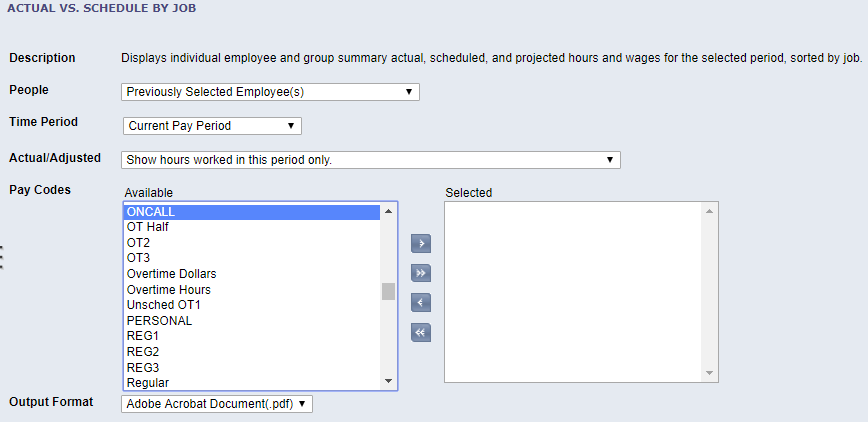 ACTUAL VS. SCHEDULE BY JOB
Description Displays individual employee and group summary actual, scheduled, and projected hours and wages for the selected period, sorted by job.
People Previously Selected Employee(s)
Time Period Current Pay Period
Actual/Adjusted Show hours worked in this period only.
Pay Codes Available Selected
ONCALL
OT Half
OT2
OT3
Overtime Dollars
Overtime Hours
Unsched OT1
PERSONAL
REG1
REG2
REG3
Regular
Output Format Adobe Acrobat Document(.pdf)